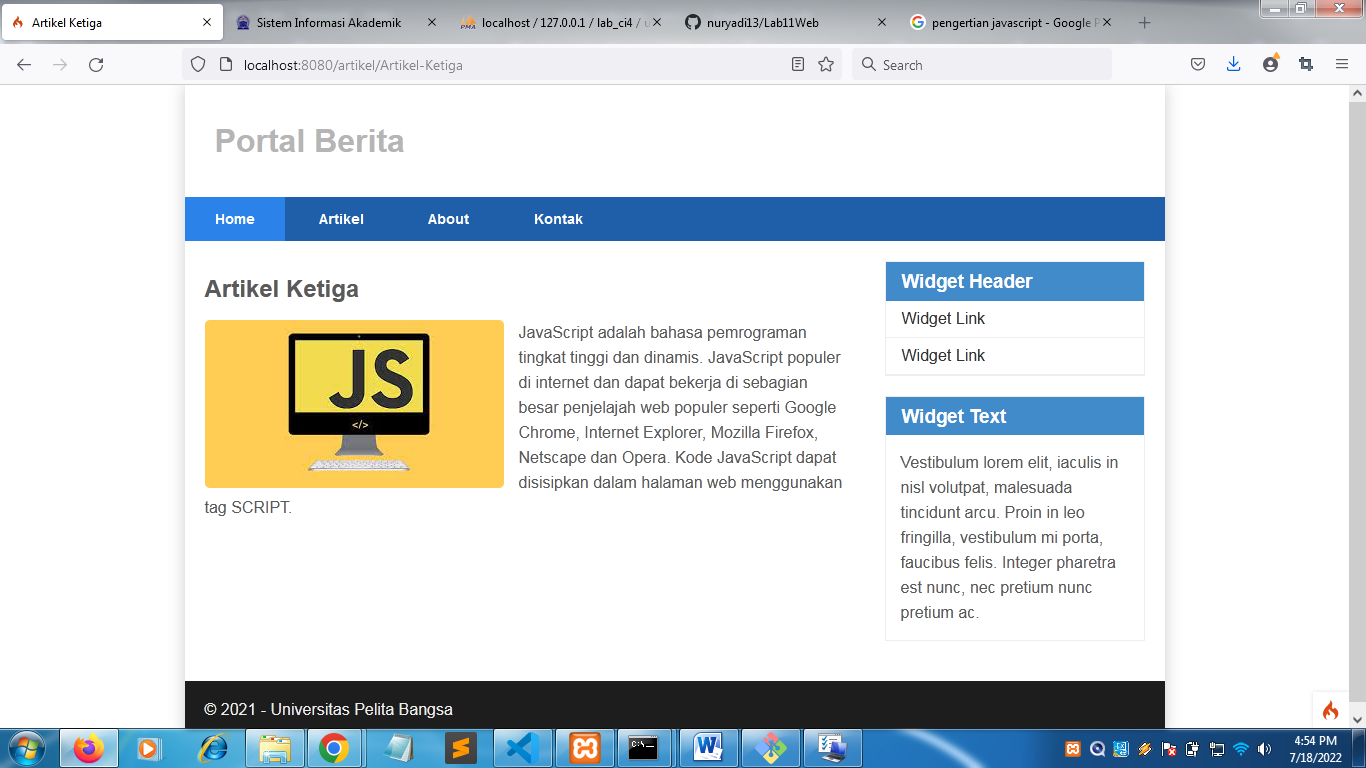 Artikel Ketiga
Sistem Informasi Akademik
localhost / 127.0.0.1 / lab_ci4 /
nuryadi13/Lab11Web
pengertian javascript - Google
localhost:8080/artikel/Artikel-Ketiga
Search
Portal Berita
Home Artikel About Kontak
Artikel Ketiga
JS
</>
JavaScript adalah bahasa pemrograman
tingkat tinggi dan dinamis. JavaScript populer
di internet dan dapat bekerja di sebagian
besar penjelajah web populer seperti Google
Chrome, Internet Explorer, Mozilla Firefox,
Netscape dan Opera. Kode JavaScript dapat
disisipkan dalam halaman web menggunakan
tag SCRIPT.
Widget Header
Widget Link
Widget Link
Widget Text
Vestibulum lorem elit, iaculis in
nisl volutpat, malesuada
tincidunt arcu. Proin in leo
fringilla, vestibulum mi porta,
faucibus felis. Integer pharetra
est nunc, nec pretium nunc
pretium ac.
© 2021 - Universitas Pelita Bangsa
4:54 PM
7/18/2022